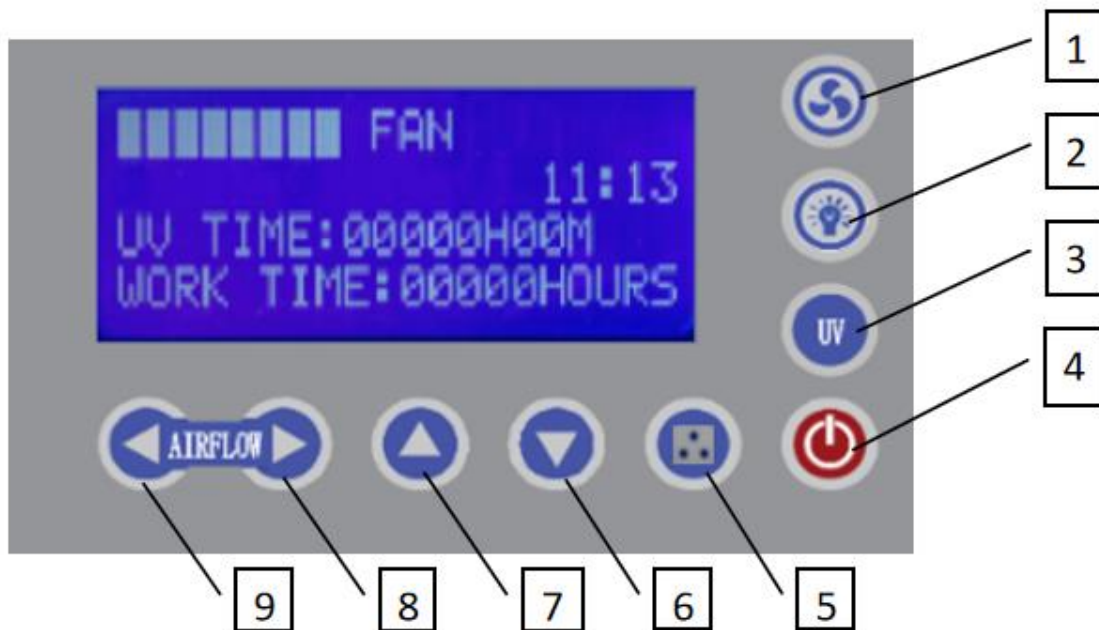 FAN
11:13
UV TIME:00000H00M
WORK TIME:00000HOURS
1
2
3
UV
4
AIRFLOW
9
8
7
6
5